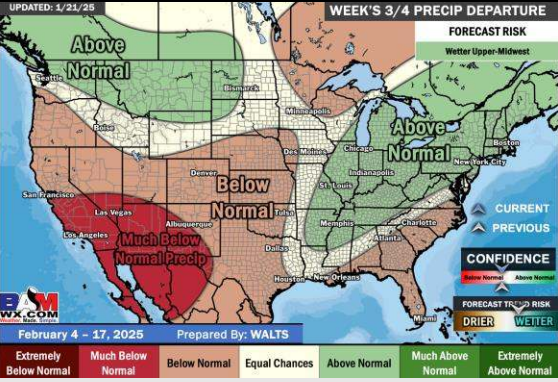 UPDATED: 1/21/25
WEEK'S 3/4 PRECIP DEPARTURE
FORECAST RISK
Wetter Upper-Midwest
Above
Normal
Seattle
Bismarck
Minneapolis
Boise
Above
Normal
Boston
Chicago
Des Moines
New York City
Indianapolis
Denver
Below
Normal
St. Louis
San Francisco
Las Vegas
Albuquerque
Tulsa
Memphis
Charlotte
CURRENT
PREVIOUS
Los Angeles
Much Below
Normal Precip
Atlanta
Dallas
CONFIDENCE
Below Normal
Above Normal
Houston
New Orleans
BAM
WX.COM
Weather. Made. Simple.
FORECAST TREND RISK
DRIER
WETTER
Miami
February 4 – 17, 2025
Prepared By: WALTS
Extremely
Below Normal
Much Below
Normal
Below Normal
Equal Chances
Above Normal
Much Above
Normal
Extremely
Above Normal